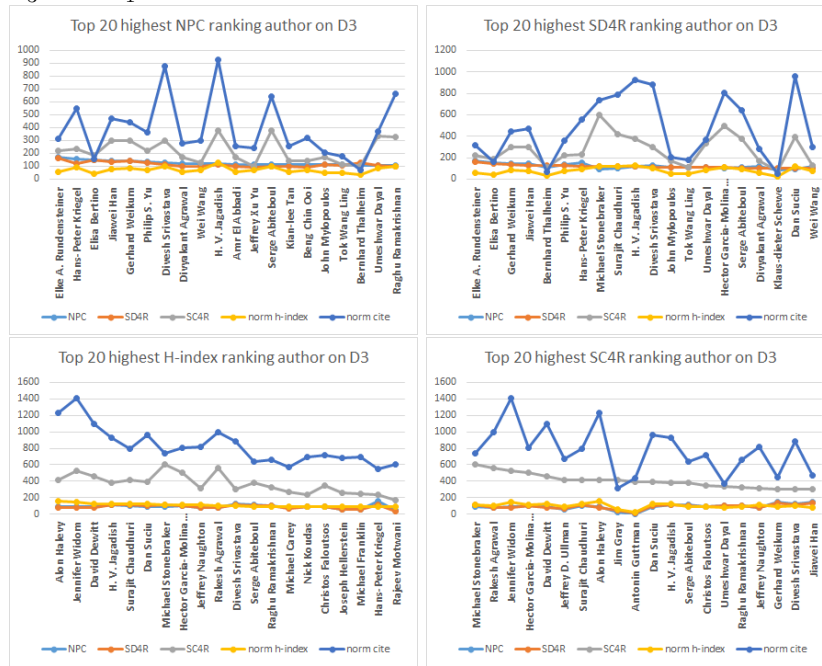 Top 20 highest NPC ranking author on D3
1000
900
800
700
600
500
400
300
200
100
0
Elke A. Rundensteiner
Hans-Peter Kriegel
Elisa Bertino
Jiawei Han
Gerhard Weikum
Philip S. Yu
Divesh Srivastava
Divyakant Agrawal
Wei Wang
H. V. Jagadish
Amr El Abbadi
Jeffrey Xu Yu
Serge Abiteboul
Kian-lee Tan
Beng Chin Ooi
John Mylopoulos
Tok Wang Ling
Bernhard Thalheim
Umeshwar Dayal
Raghu Ramakrishnan
NPC SD4R SC4R norm h-index norm cite
Top 20 highest SD4R ranking author on D3
1200
1000
800
600
400
200
0
Elke A. Rundensteiner
Elisa Bertino
Gerhard Weikum
Jiawei Han
Bernhard Thalheim
Philip S. Yu
Hans-Peter Kriegel
Michael Stonebraker
Surajit Chaudhuri
H. V. Jagadish
Divesh Srivastava
John Mylopoulos
Tok Wang Ling
Umeshwar Dayal
Hector Garcia-Molina ...
Serge Abiteboul
Divyakant Agrawal
Klaus-dieter Schewe
Dan Suciu
Wei Wang
NPC SD4R SC4R norm h-index norm cite
Top 20 highest H-index ranking author on D3
1600
1400
1200
1000
800
600
400
200
0
Alon Halevy
Jennifer Widom
David Dewitt
H. V. Jagadish
Surajit Chaudhuri
Dan Suciu
Michael Stonebraker
Hector Garcia-Molina ...
Jeffrey Naughton
Rakesh Agrawal
Divesh Srivastava
Serge Abiteboul
Raghu Ramakrishnan
Michael Carey
Nick Koudas
Christos Faloutsos
Joseph Hellerstein
Michael Franklin
Hans-Peter Kriegel
Rajeev Motwani
NPC SD4R SC4R norm h-index norm cite
Top 20 highest SC4R ranking author on D3
1600
1400
1200
1000
800
600
400
200
0
Michael Stonebraker
Rakesh Agrawal
Jennifer Widom
Hector Garcia-Molina ...
David Dewitt
Jeffrey D. Ullman
Surajit Chaudhuri
Alon Halevy
Jim Gray
Antonin Guttman
Dan Suciu
H. V. Jagadish
Serge Abiteboul
Christos Faloutsos
Umeshwar Dayal
Raghu Ramakrishnan
Jeffrey Naughton
Gerhard Weikum
Divesh Srivastava
Jiawei Han
NPC SD4R SC4R norm h-index norm cite